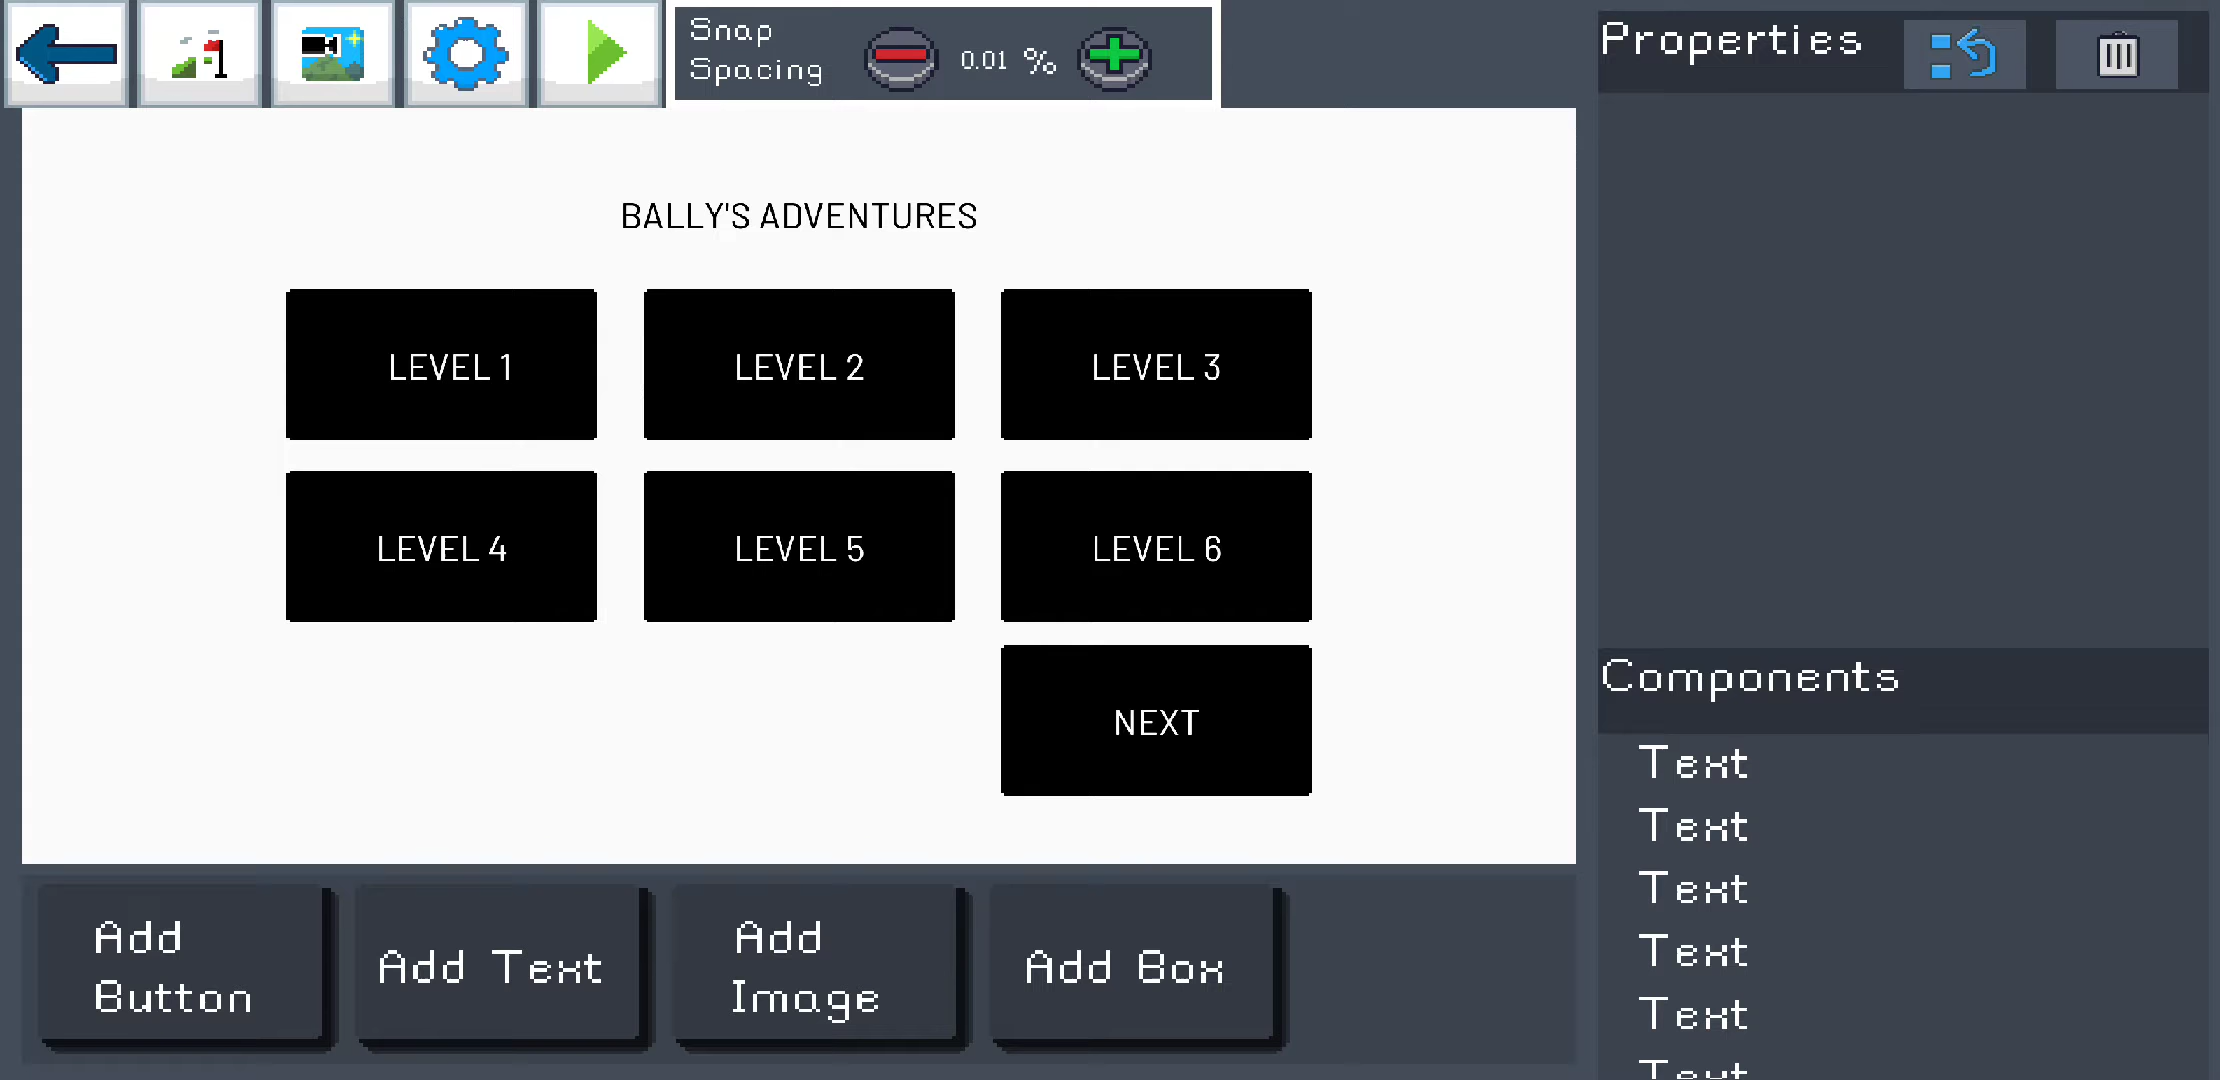 Snap
Spacing
0.01 %
Properties
BALLY'S ADVENTURES
LEVEL 1
LEVEL 2
LEVEL 3
LEVEL 4
LEVEL 5
LEVEL 6
NEXT
Components
Text
Text
Text
Text
Text
Text
Add
Button
Add Text
Add
Image
Add Box